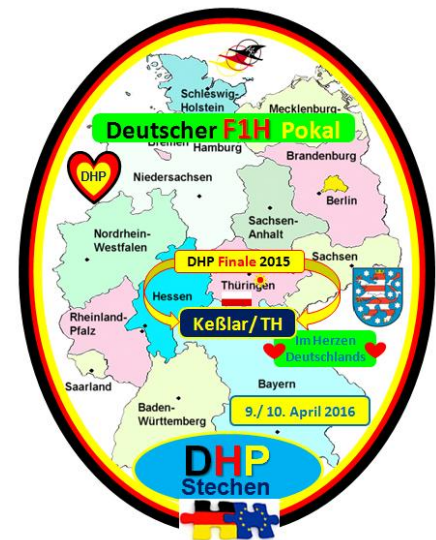 Schleswig-
Holstein
Mecklenburg-
Deutscher F1H Pokal
Bremen
Hamburg
Brandenburg
DHP
Niedersachsen
Berlin
Sachsen-
Anhalt
Nordrhein-
Westfalen
DHP Finale 2015
Sachsen
Thüringen
Hessen
Keßlar/ TH
Rheinland-
Pfalz
Im Herzen
Deutschlands
Saarland
Bayern
Baden-
Württemberg
9./ 10. April 2016
DHP
Stechen